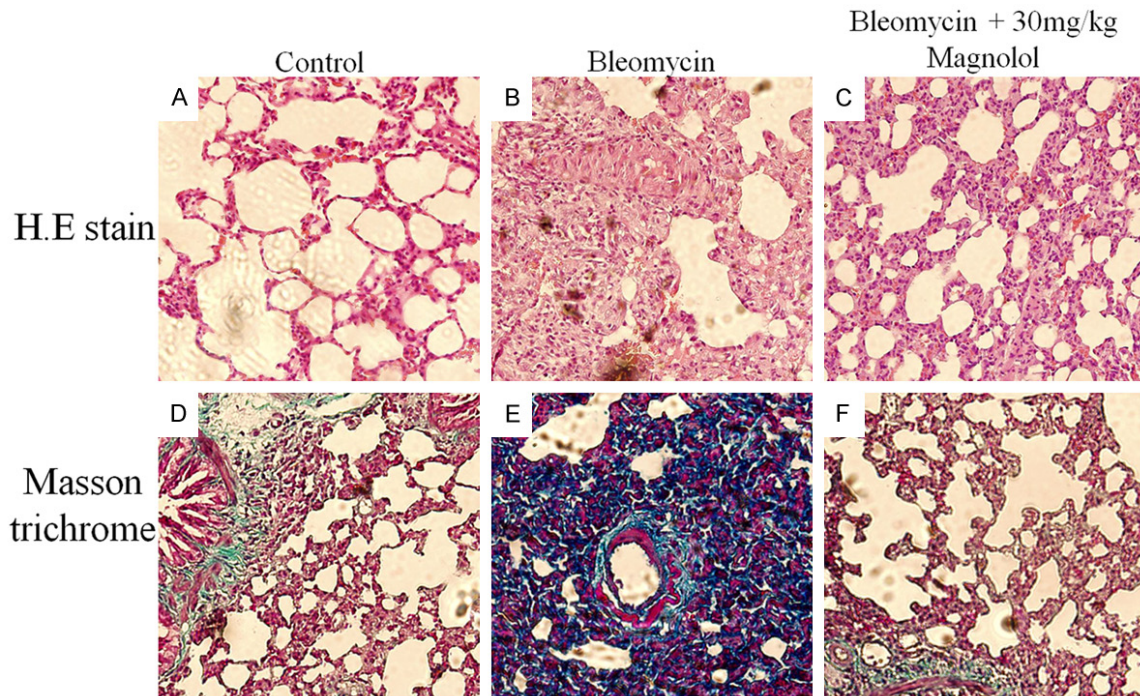 Control
Bleomycin
Bleomycin + 30mg/kg
Magnolol
H.E stain
A
B
C
Masson
trichrome
D
E
F